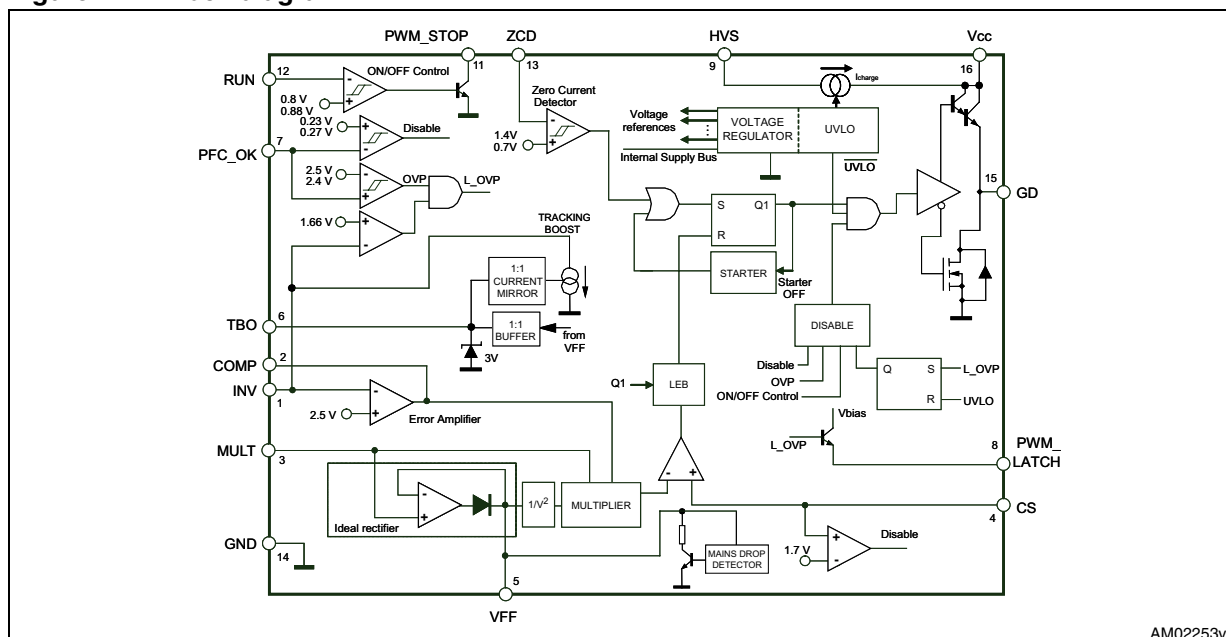 PWM_STOP
ZCD
HVS
Vcc
11
13
9
16
RUN
12
ON/OFF Control
0.8 V
0.88 V
0.23 V
0.27 V
Disable
7
PFC_OK
2.5 V
2.4 V
OVP
L_OVP
1.66 V
Zero Current
Detector
1.4V
0.7V
Icharge
Voltage
references
VOLTAGE
REGULATOR
UVLO
Internal Supply Bus
UVLO
15
GD
S
Q1
R
STARTER
Starter
OFF
TRACKING
BOOST
1:1
CURRENT
MIRROR
6
TBO
1:1
BUFFER
from
VFF
3V
2
COMP
INV
1
2.5 V
Error Amplifier
DISABLE
Disable
OVP
ON/OFF Control
Q
S
R
L_OVP
UVLO
Q1
LEB
Vbias
L_OVP
8
PWM_
LATCH
MULT
3
Ideal rectifier
1/V²
MULTIPLIER
CS
4
1.7 V
Disable
MAINS DROP
DETECTOR
GND
14
5
VFF